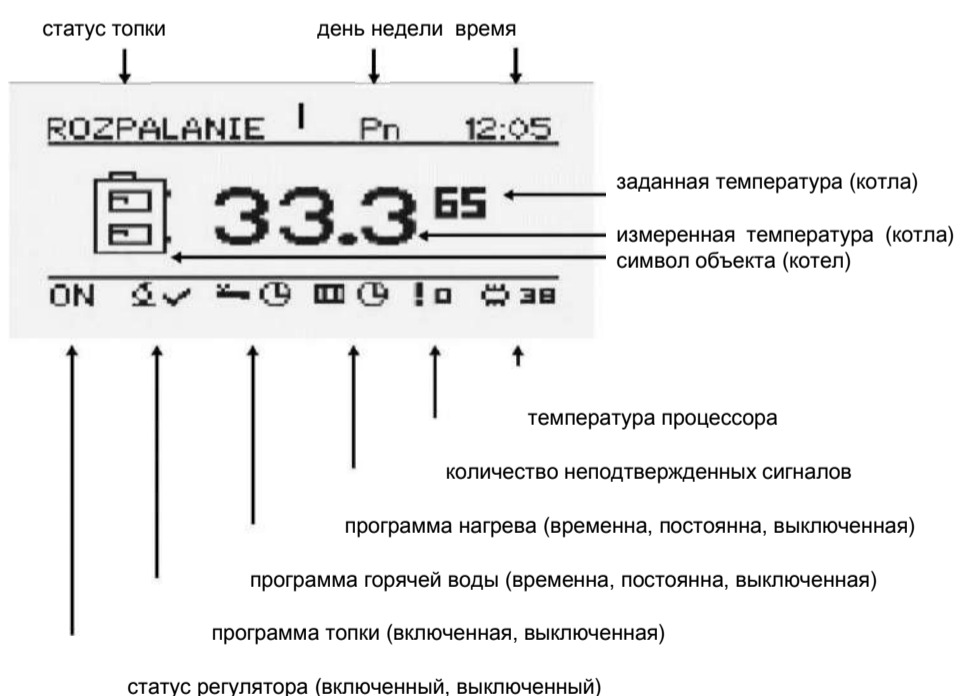 статус топки день недели время
ROZPALANIE Pn 12:05
33.3 65
заданная температура (котла)
измеренная температура (котла)
символ объекта (котел)
ON ! 0 38
температура процессора
количество неподтвержденных сигналов
программа нагрева (временна, постоянна, выключенная)
программа горячей воды (временна, постоянна, выключенная)
программа топки (включенная, выключенная)
статус регулятора (включенный, выключенный)